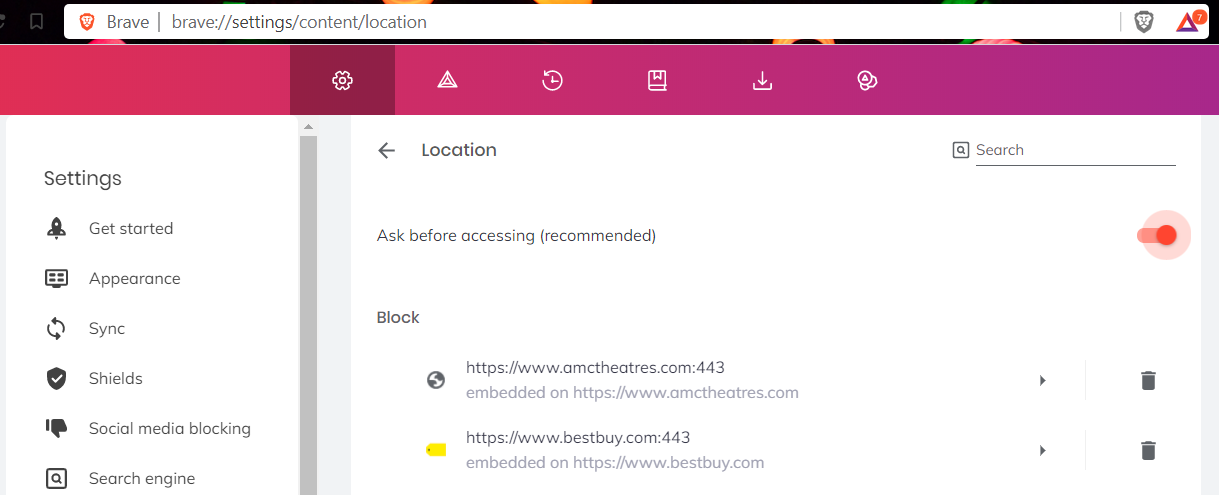 Brave | brave://settings/content/location
7
Settings
Get started
Appearance
Sync
Shields
Social media blocking
Search engine
Location
Search
Ask before accessing (recommended)
Block
https://www.amctheatres.com:443
embedded on https://www.amctheatres.com
https://www.bestbuy.com:443
embedded on https://www.bestbuy.com